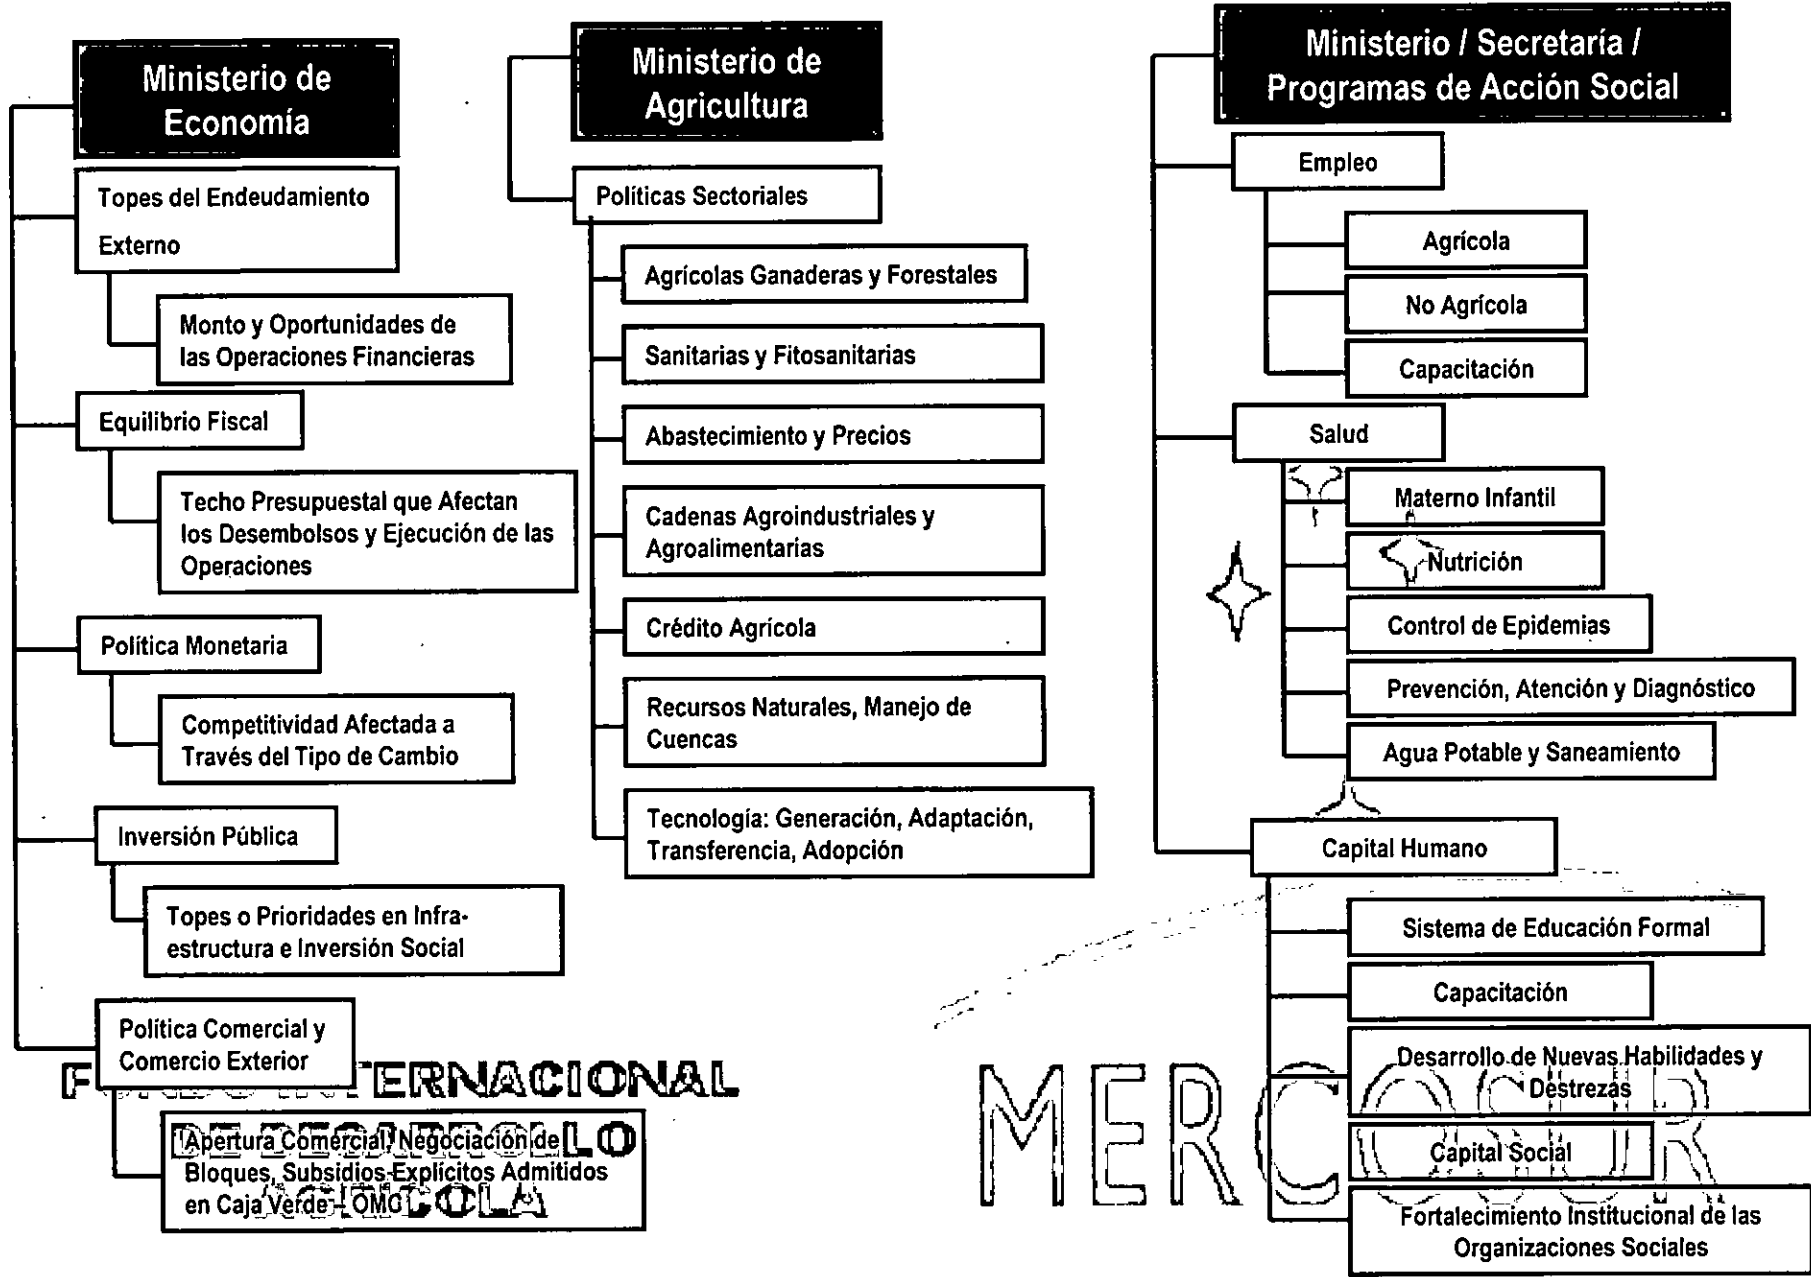 Ministerio de
Economía
Topes del Endeudamiento
Externo
Monto y Oportunidades de
las Operaciones Financieras
Equilibrio Fiscal
Techo Presupuestal que Afectan
los Desembolsos y Ejecución de las
Operaciones
Política Monetaria
Competitividad Afectada a
Través del Tipo de Cambio
Inversión Pública
Topes o Prioridades en Infra-
estructura e Inversión Social
Política Comercial y
Comercio Exterior
Apertura Comercial, Negociación de
Bloques, Subsidios Explícitos Admitidos
en Caja Verde - OMC
Ministerio de
Agricultura
Políticas Sectoriales
Agrícolas Ganaderas y Forestales
Sanitarias y Fitosanitarias
Abastecimiento y Precios
Cadenas Agroindustriales y
Agroalimentarias
Crédito Agrícola
Recursos Naturales, Manejo de
Cuencas
Tecnología: Generación, Adaptación,
Transferencia, Adopción
Ministerio / Secretaría /
Programas de Acción Social
Empleo
Agrícola
No Agrícola
Capacitación
Salud
Materno Infantil
Nutrición
Control de Epidemias
Prevención, Atención y Diagnóstico
Agua Potable y Saneamiento
Capital Humano
Sistema de Educación Formal
Capacitación
Desarrollo de Nuevas Habilidades y
Destrezas
Capital Social
Fortalecimiento Institucional de las
Organizaciones Sociales
FONDO INTERNACIONAL
DE DESARROLLO
AGRICOLA
MERCOSUR